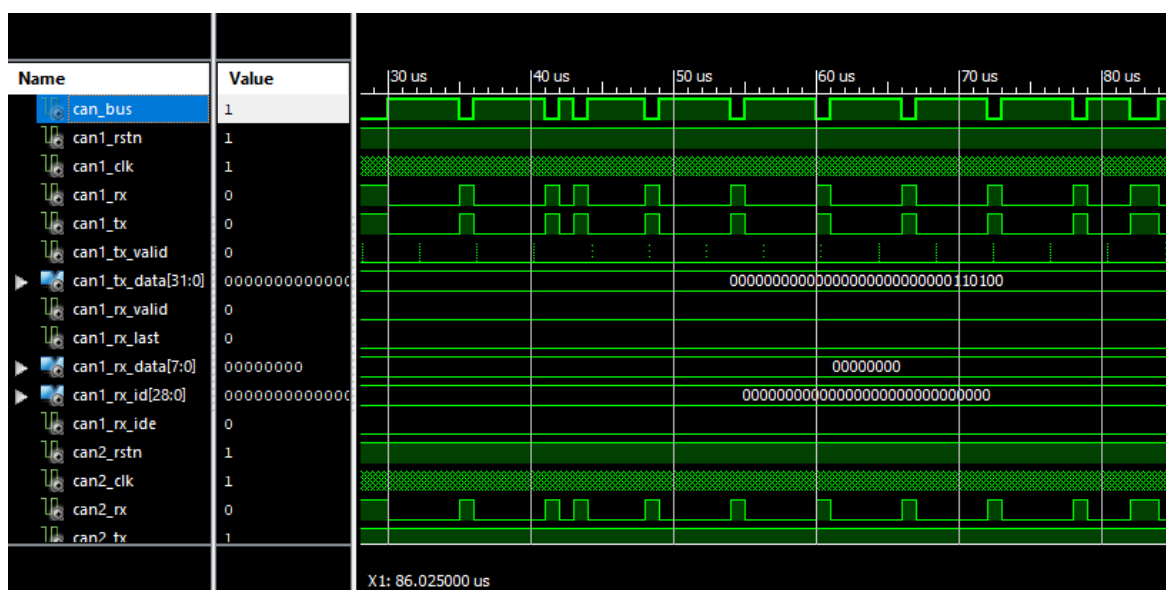 Name Value
30 us 40 us 50 us 60 us 70 us 80 us
can_bus 1
can1_rstn 1
can1_clk 1
can1_rx 0
can1_tx 0
can1_tx_valid 0
can1_tx_data[31:0] 00000000000000000000000000110100
can1_rx_valid 0
can1_rx_last 0
can1_rx_data[7:0] 00000000 00000000
can1_rx_id[28:0] 00000000000000000000000000000
can1_rx_ide 0
can2_rstn 1
can2_clk 1
can2_rx 0
can2_tx 1
X1: 86.025000 us